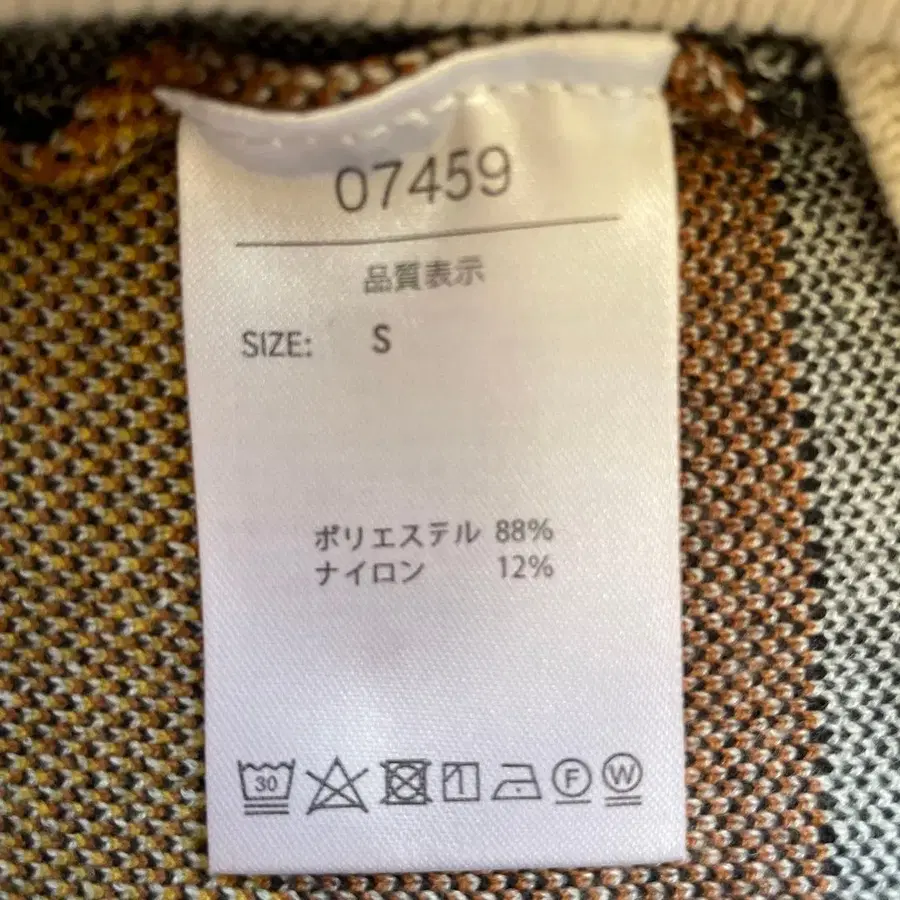 07459
品質表示
SIZE: S
ポリエステル 88%
ナイロン 12%
30 F W